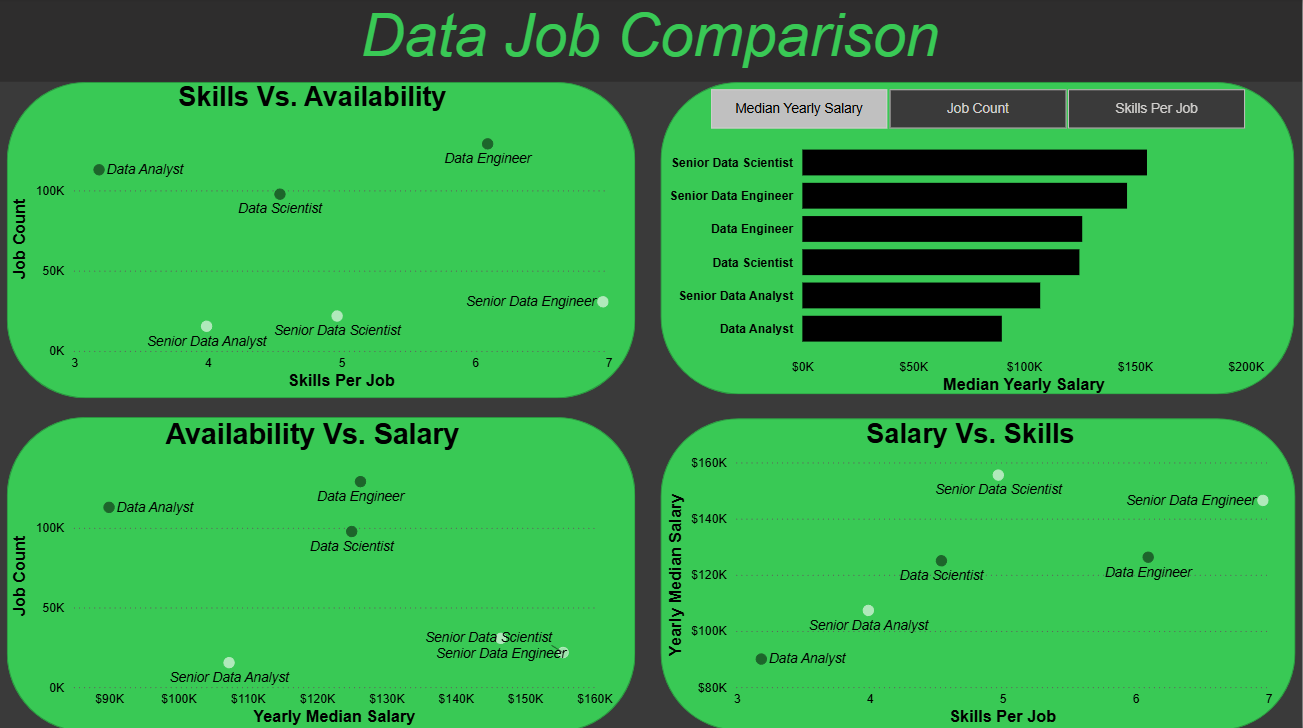 Data Job Comparison
Skills Vs. Availability
Data Engineer
Data Analyst
100K
Data Scientist
Job Count
50K
Senior Data Engineer
Senior Data Scientist
Senior Data Analyst
0K
3 4 5 6 7
Skills Per Job
Median Yearly Salary Job Count Skills Per Job
Senior Data Scientist
Senior Data Engineer
Data Engineer
Data Scientist
Senior Data Analyst
Data Analyst
$0K $50K $100K $150K $200K
Median Yearly Salary
Availability Vs. Salary
Data Engineer
Data Analyst
100K
Data Scientist
Job Count
50K
Senior Data Scientist
Senior Data Engineer
Senior Data Analyst
0K
$90K $100K $110K $120K $130K $140K $150K $160K
Yearly Median Salary
Salary Vs. Skills
$160K
Senior Data Scientist
Senior Data Engineer
$140K
Yearly Median Salary
$120K
Data Scientist
Data Engineer
Senior Data Analyst
$100K
Data Analyst
$80K
3 4 5 6 7
Skills Per Job